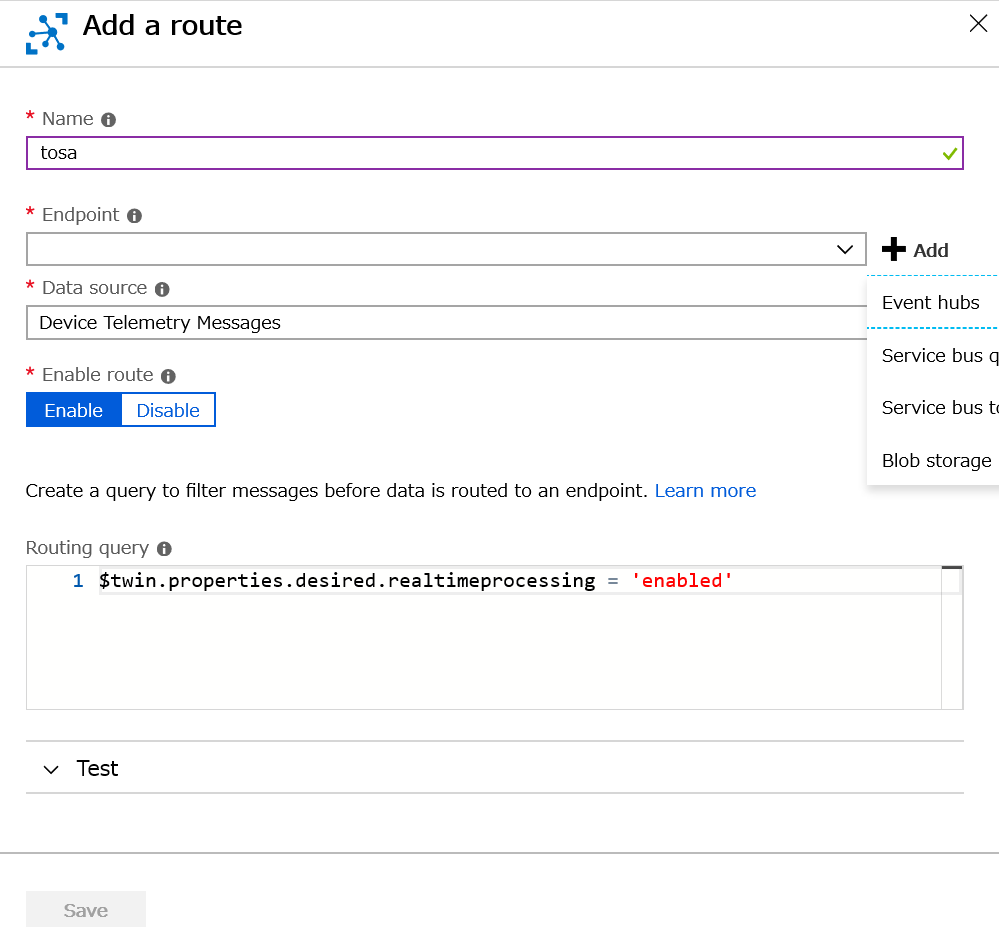 Add a route
* Name
tosa
* Endpoint
Add
* Data source
Event hubs
Device Telemetry Messages
Service bus q
* Enable route
Enable Disable
Service bus to
Blob storage
Create a query to filter messages before data is routed to an endpoint. Learn more
Routing query
1 $twin.properties.desired.realtimeprocessing = 'enabled'
Test
Save